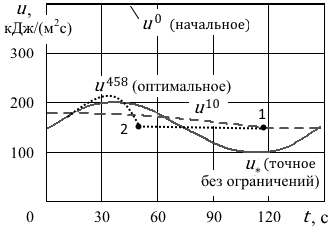 u,
кДж/(м²с)
u⁰ (начальное)
300
u⁴⁵⁸ (оптимальное)
u¹⁰
200
1
2
100
u* (точное
без ограничений)
0 30 60 90 120 t, с